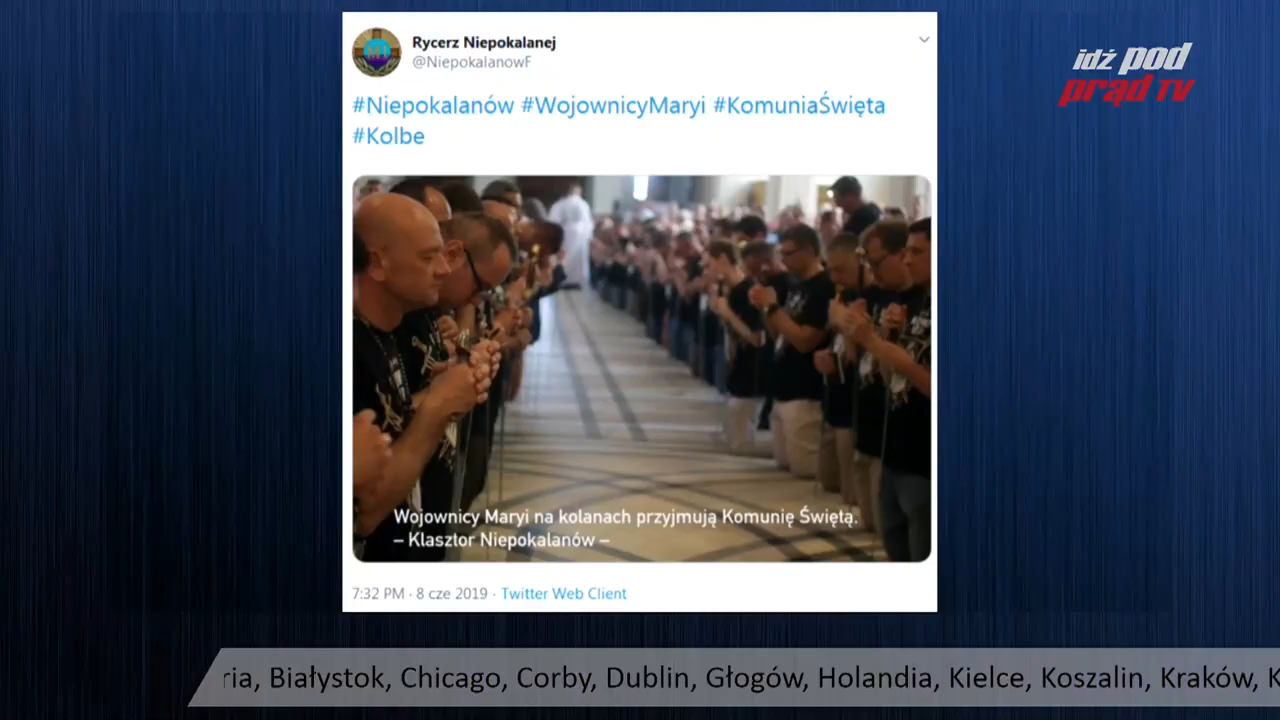 Rycerz Niepokalanej
@NiepokalanowF
idź pod
prąd TV
#Niepokalanów #WojownicyMaryi #KomuniaŚwięta
#Kolbe
Wojownicy Maryi na kolanach przyjmują Komunię Świętą.
– Klasztor Niepokalanów –
7:32 PM · 8 cze 2019 · Twitter Web Client
ria, Białystok, Chicago, Corby, Dublin, Głogów, Holandia, Kielce, Koszalin, Kraków, K